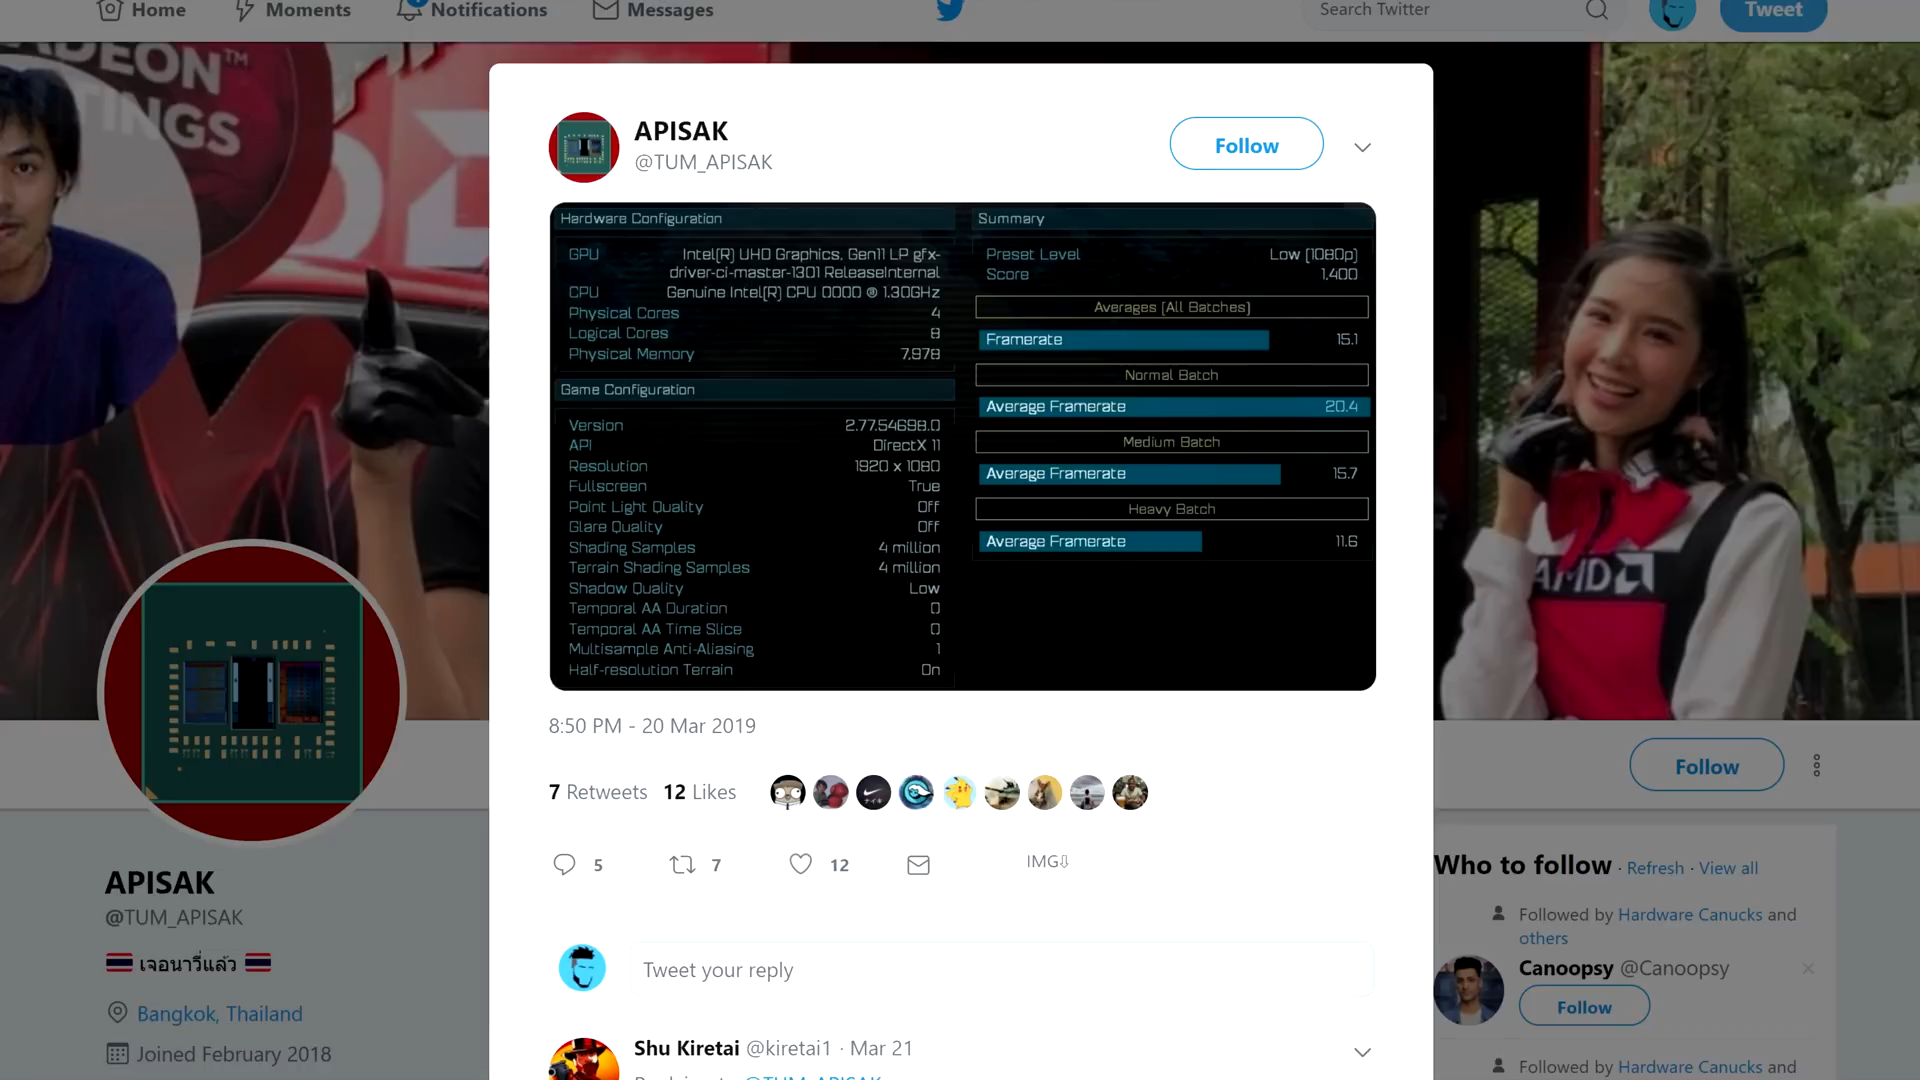 Home
Moments
Notifications
Messages
Search Twitter
Tweet
RADEON™
TINGS
APISAK
@TUM_APISAK
Follow
Hardware Configuration
GPU Intel(R) UHD Graphics, Gen11 LP gfx-
driver-ci-master-1301 ReleaseInternal
CPU Genuine Intel(R) CPU 0000 @ 1.30GHz
Physical Cores 4
Logical Cores 8
Physical Memory 7,978
Game Configuration
Version 2.77.54698.0
API DirectX 11
Resolution 1920 x 1080
Fullscreen True
Point Light Quality Off
Glare Quality Off
Shading Samples 4 million
Terrain Shading Samples 4 million
Shadow Quality Low
Temporal AA Duration 0
Temporal AA Time Slice 0
Multisample Anti-Aliasing 1
Half-resolution Terrain On
Summary
Preset Level Low [1080p]
Score 1,400
Averages [All Batches]
Framerate 15.1
Normal Batch
Average Framerate 20.4
Medium Batch
Average Framerate 15.7
Heavy Batch
Average Framerate 11.6
8:50 PM - 20 Mar 2019
7 Retweets 12 Likes
5 7 12 IMG⇩
Tweet your reply
Shu Kiretai @kiretai1 · Mar 21
@TUM_APISAK
APISAK
@TUM_APISAK
เจอนาวี่แล้ว
Bangkok, Thailand
Joined February 2018
AMD
Follow
Who to follow · Refresh · View all
Followed by Hardware Canucks and
others
Canoopsy @Canoopsy
Follow
Followed by Hardware Canucks and